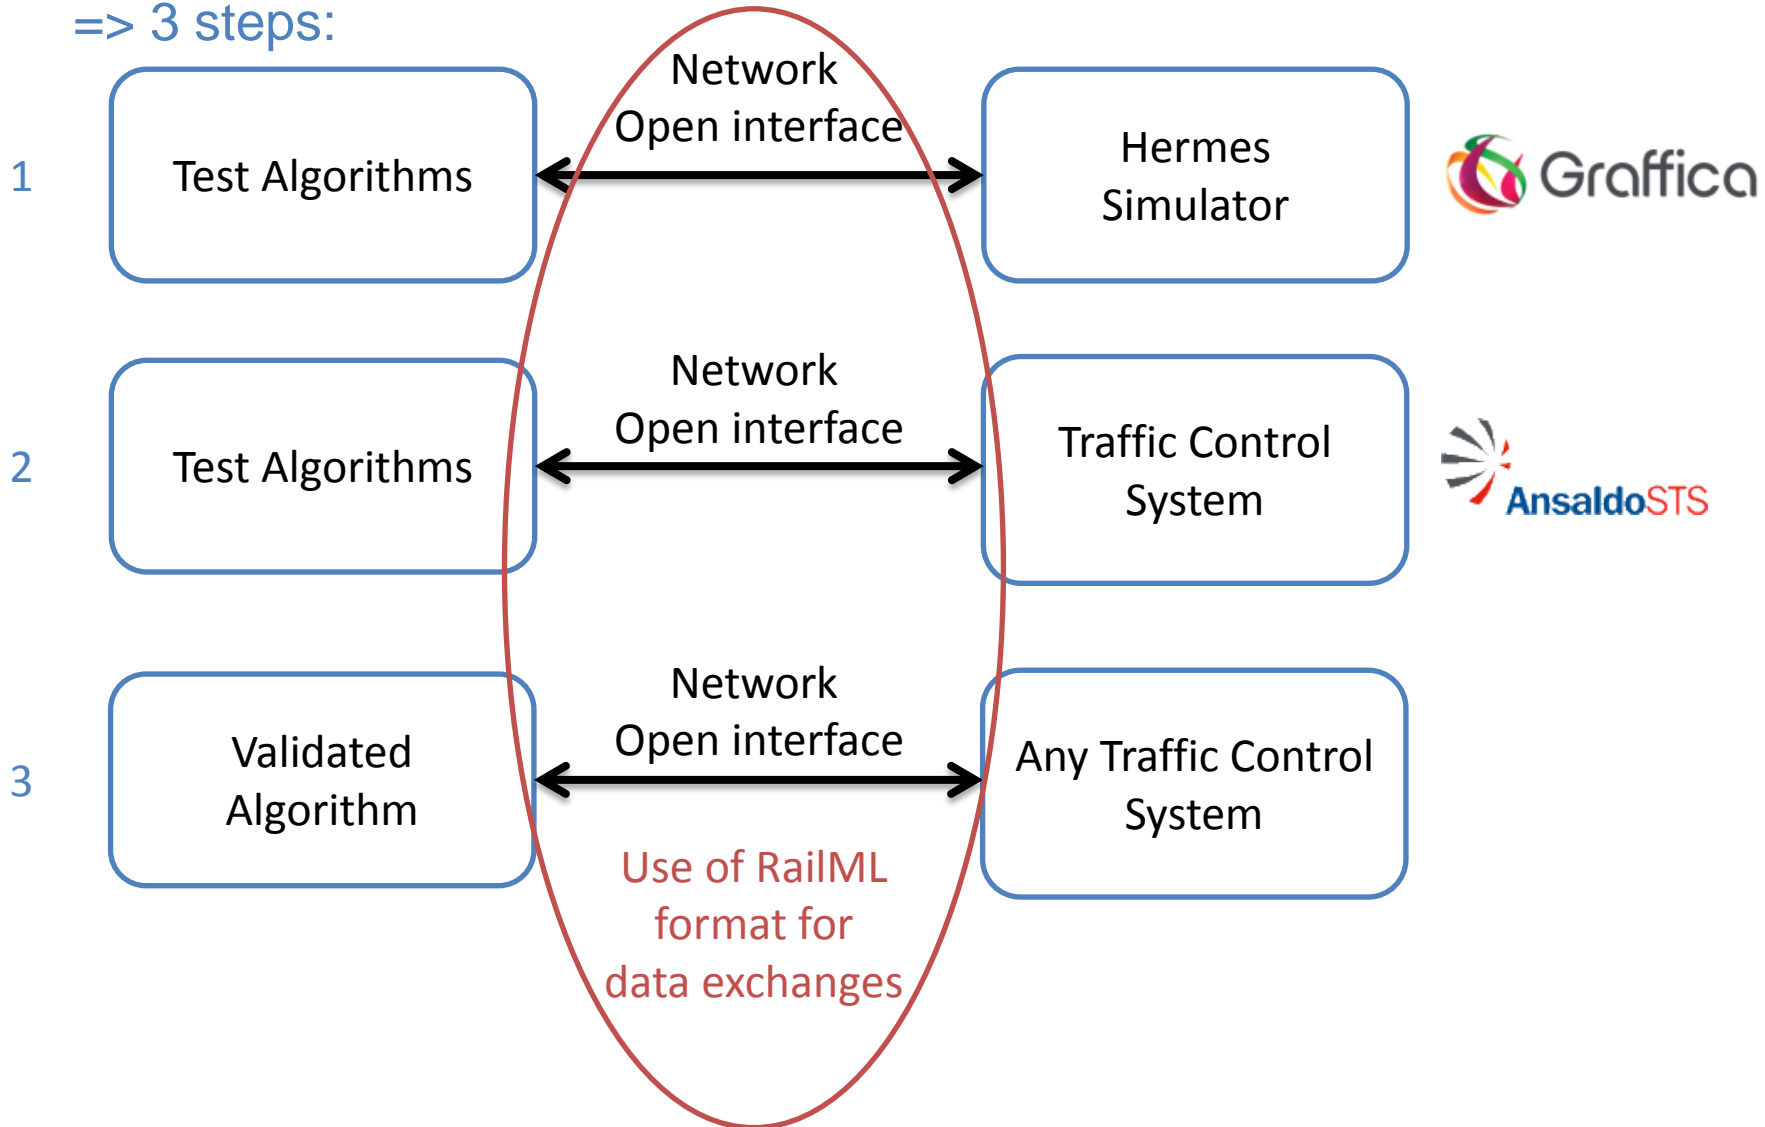 => 3 steps:
1
Test Algorithms
Network
Open interface
Hermes
Simulator
Graffica
2
Test Algorithms
Network
Open interface
Traffic Control
System
AnsaldoSTS
3
Validated
Algorithm
Network
Open interface
Any Traffic Control
System
Use of RailML
format for
data exchanges